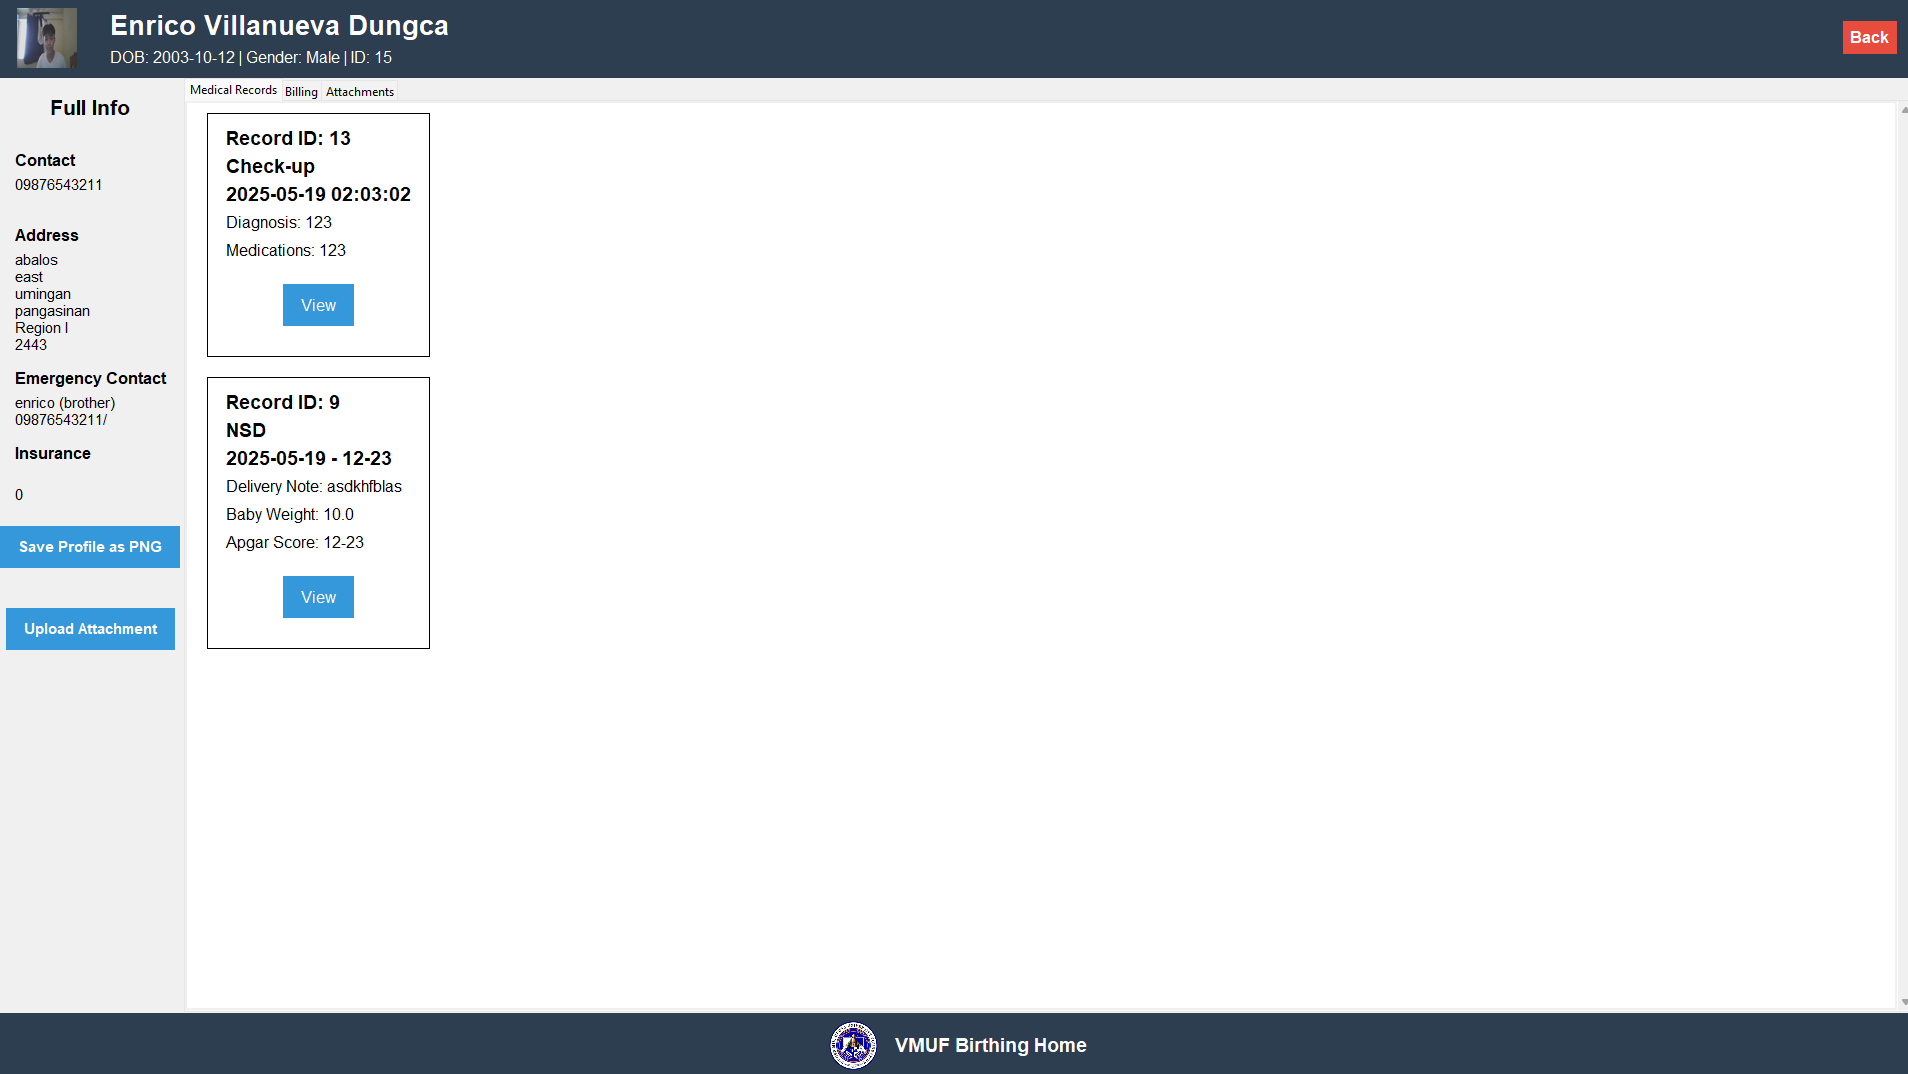 Enrico Villanueva Dungca
DOB: 2003-10-12 | Gender: Male | ID: 15
Back
Full Info
Contact
09876543211
Address
abalos
east
umingan
pangasinan
Region I
2443
Emergency Contact
enrico (brother)
09876543211/
Insurance
0
Save Profile as PNG
Upload Attachment
Medical Records
Billing
Attachments
Record ID: 13
Check-up
2025-05-19 02:03:02
Diagnosis: 123
Medications: 123
View
Record ID: 9
NSD
2025-05-19 - 12-23
Delivery Note: asdkhfblas
Baby Weight: 10.0
Apgar Score: 12-23
View
VMUF Birthing Home